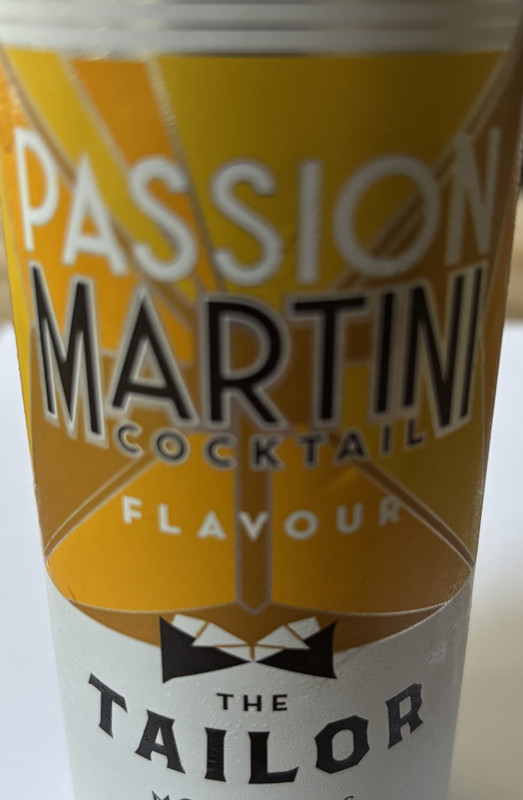 PASSION
MARTINI
COCKTAIL
FLAVOUR
THE
TAILOR